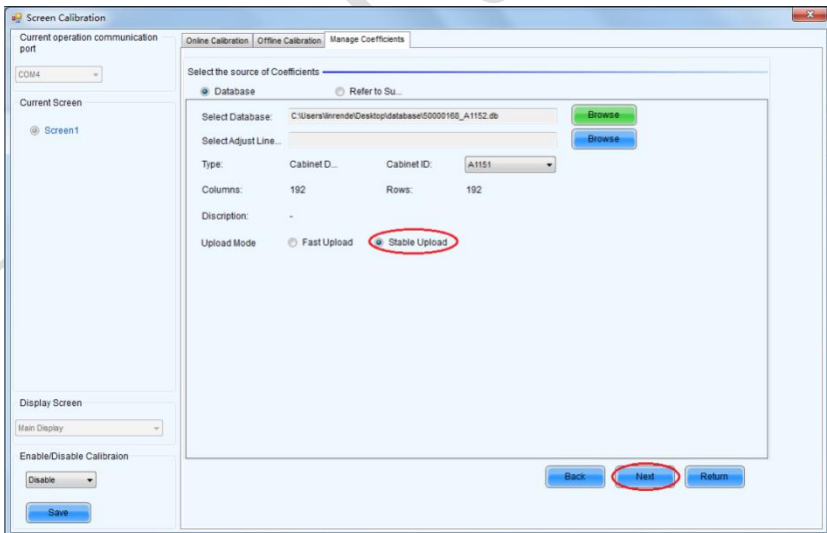 Screen Calibration
Current operation communication
port
COM4
Current Screen
Screen1
Display Screen
Main Display
Enable/Disable Calibraion
Disable
Save
Online Calibration Offline Calibration Manage Coefficients
Select the source of Coefficients
Database Refer to Su...
Select Database: C:\Users\linrende\Desktop\database\50000168_A1152.db Browse
Select Adjust Line... Browse
Type: Cabinet D... Cabinet ID: A1151
Columns: 192 Rows: 192
Discription: -
Upload Mode Fast Upload Stable Upload
Back Next Return